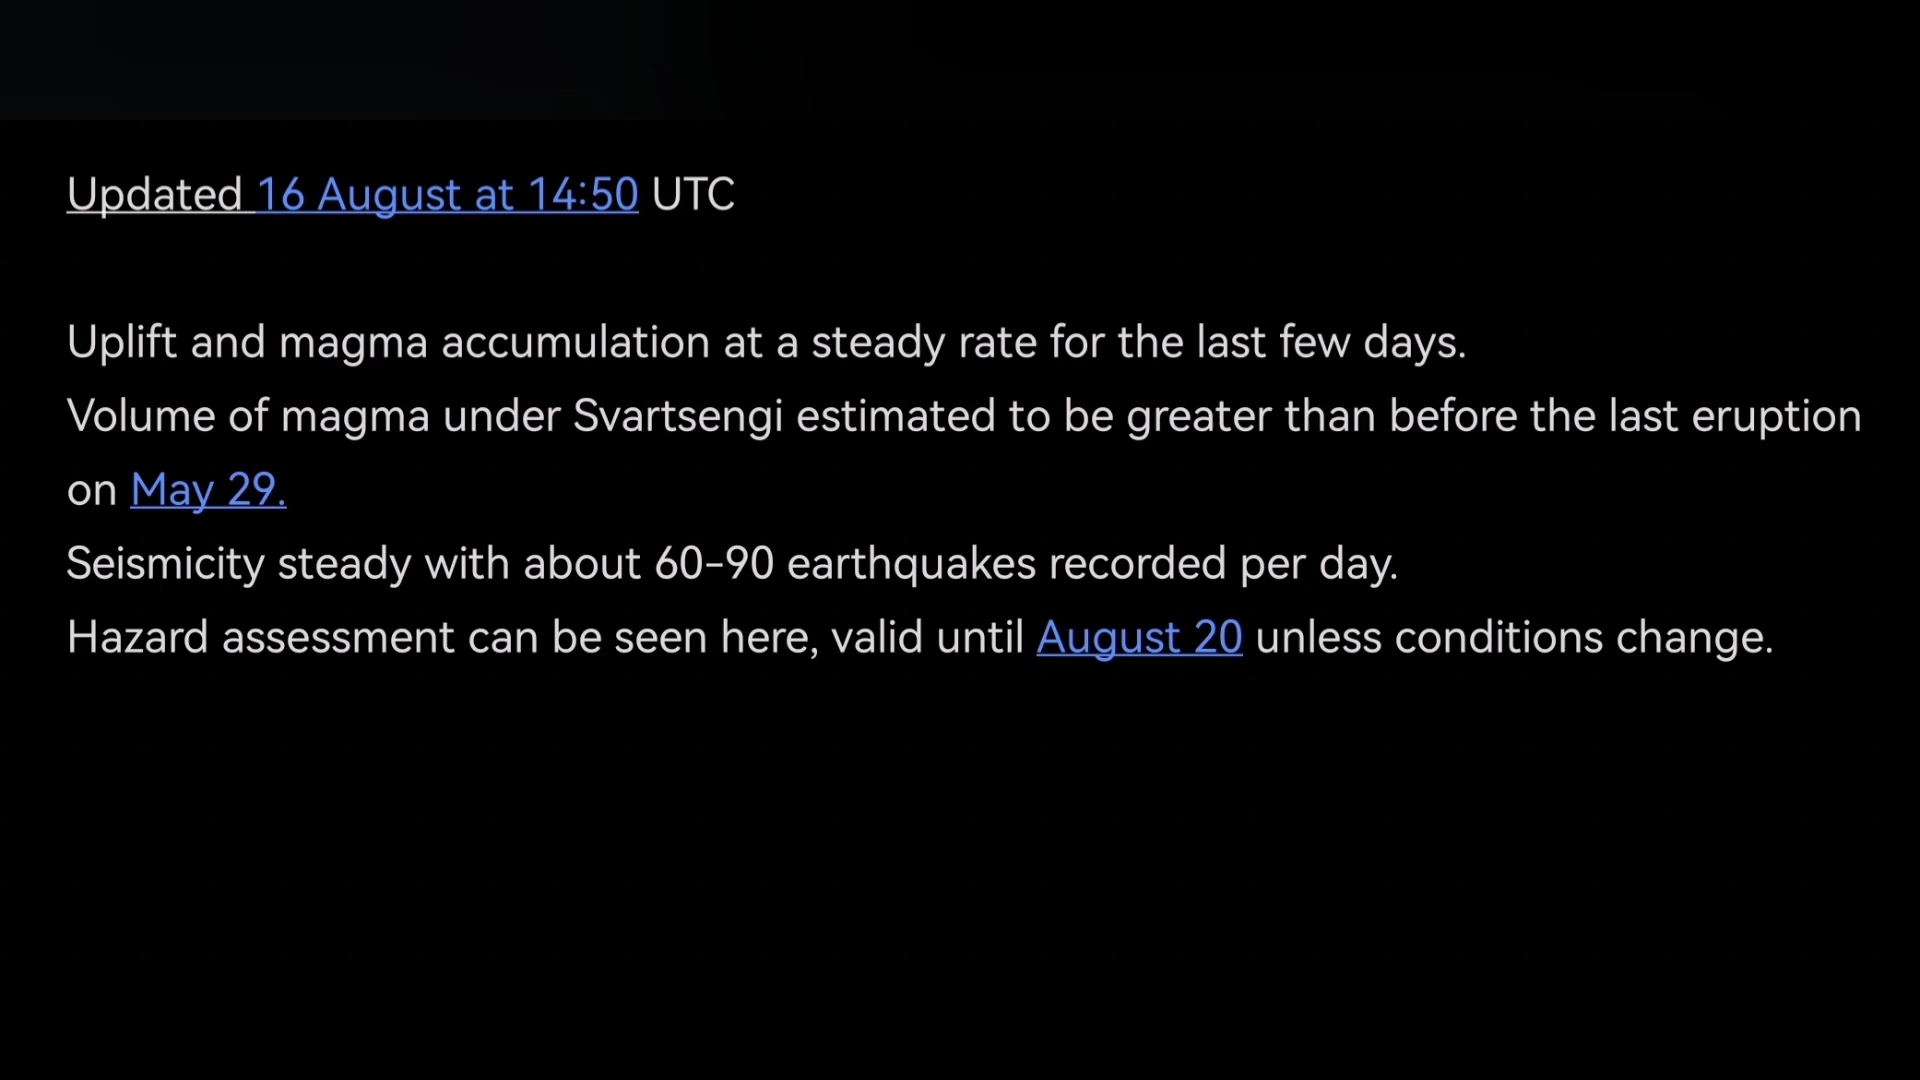 Updated 16 August at 14:50 UTC
Uplift and magma accumulation at a steady rate for the last few days.
Volume of magma under Svartsengi estimated to be greater than before the last eruption
on May 29.
Seismicity steady with about 60-90 earthquakes recorded per day.
Hazard assessment can be seen here, valid until August 20 unless conditions change.